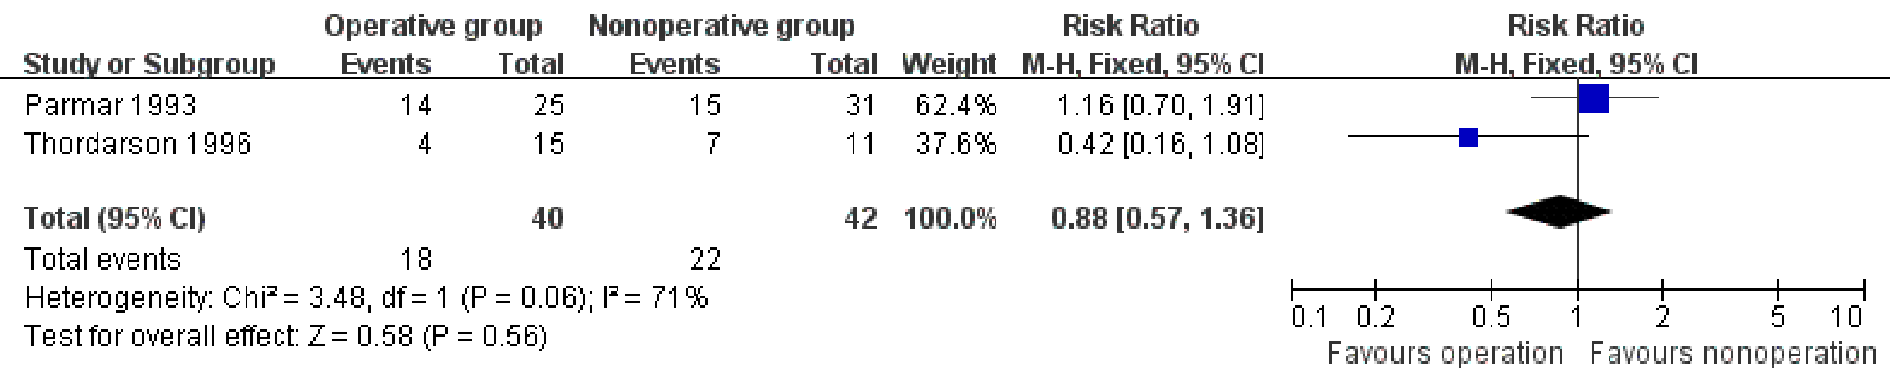 Operative group Nonoperative group Risk Ratio Risk Ratio
Study or Subgroup Events Total Events Total Weight M-H, Fixed, 95% CI M-H, Fixed, 95% CI
Parmar 1993 14 25 15 31 62.4% 1.16 [0.70, 1.91]
Thordarson 1996 4 15 7 11 37.6% 0.42 [0.16, 1.08]
Total (95% CI) 40 42 100.0% 0.88 [0.57, 1.36]
Total events 18 22
Heterogeneity: Chi² = 3.48, df = 1 (P = 0.06); I² = 71%
Test for overall effect: Z = 0.58 (P = 0.56)
0.1 0.2 0.5 1 2 5 10
Favours operation Favours nonoperation